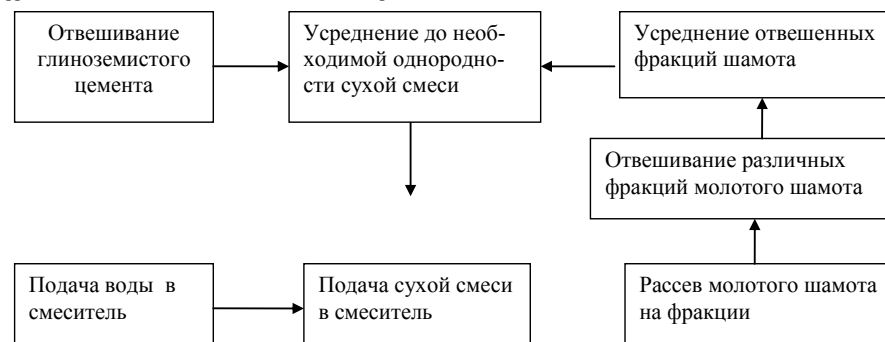 Отвешивание
глиноземистого
цемента
Усреднение до необ-
ходимой однородно-
сти сухой смеси
Усреднение отвешенных
фракций шамота
Отвешивание различных
фракций молотого шамота
Подача воды в
смеситель
Подача сухой смеси
в смеситель
Рассев молотого шамота
на фракции